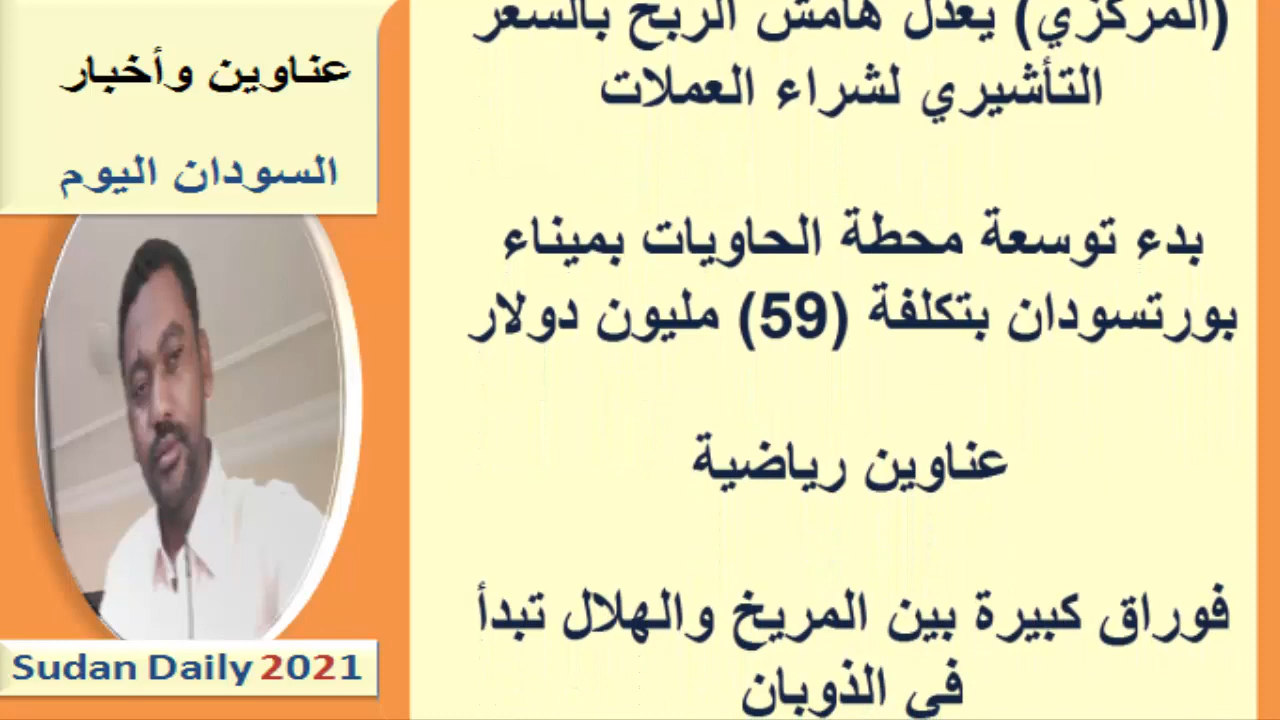 عناوين وأخبار
السودان اليوم
Sudan Daily 2021
(المركزي) يعدل هامش الربح بالسعر
التأشيري لشراء العملات
بدء توسعة محطة الحاويات بميناء
بورتسودان بتكلفة (59) مليون دولار
عناوين رياضية
فوراق كبيرة بين المريخ والهلال تبدأ
في الذوبان